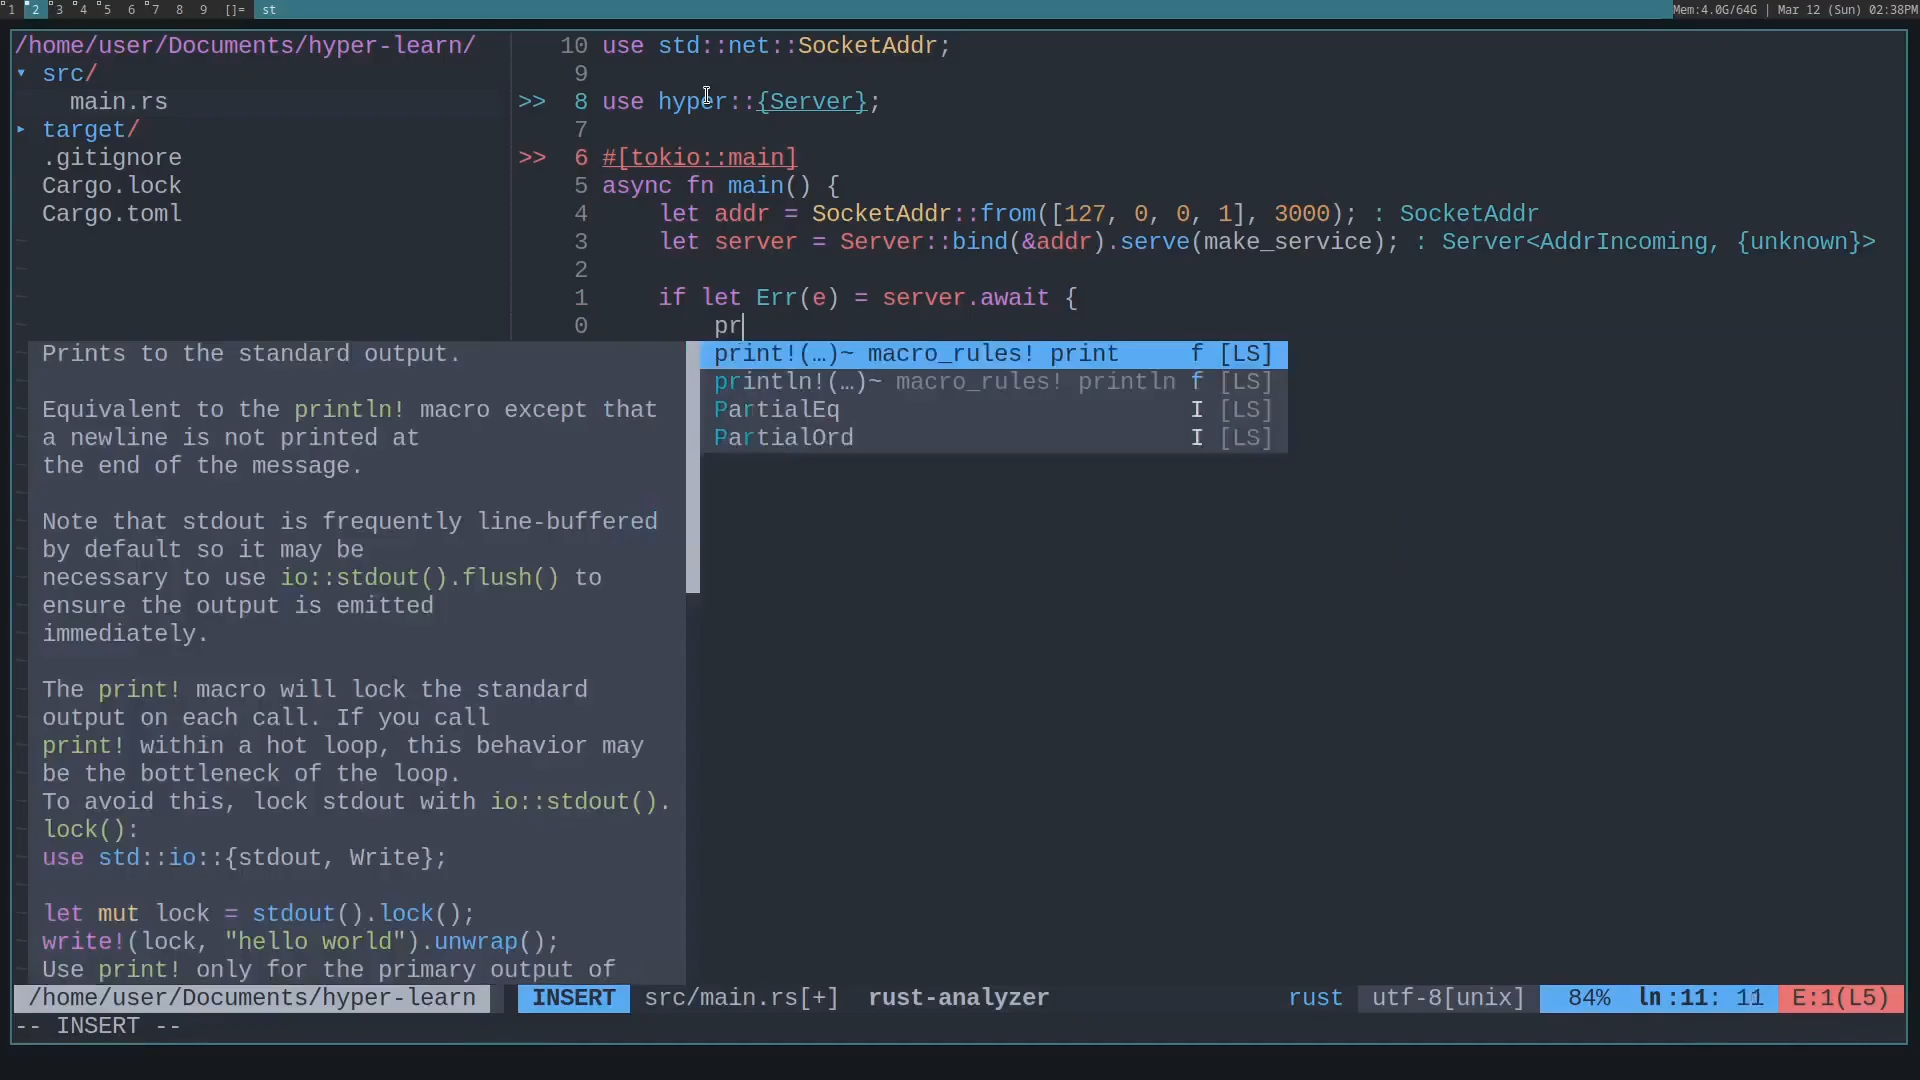 1 2 3 4 5 6 7 8 9 []= st Mem:4.0G/64G | Mar 12 (Sun) 02:38PM
/home/user/Documents/hyper-learn/
▾ src/
main.rs
▸ target/
.gitignore
Cargo.lock
Cargo.toml
10 use std::net::SocketAddr;
9
>> 8 use hyper::{Server};
7
>> 6 #[tokio::main]
5 async fn main() {
4 let addr = SocketAddr::from([127, 0, 0, 1], 3000); : SocketAddr
3 let server = Server::bind(&addr).serve(make_service); : Server<AddrIncoming, {unknown}>
2
1 if let Err(e) = server.await {
0 pr
print!(…)~ macro_rules! print f [LS]
println!(…)~ macro_rules! println f [LS]
PartialEq I [LS]
PartialOrd I [LS]
Prints to the standard output.
Equivalent to the println! macro except that
a newline is not printed at
the end of the message.
Note that stdout is frequently line-buffered
by default so it may be
necessary to use io::stdout().flush() to
ensure the output is emitted
immediately.
The print! macro will lock the standard
output on each call. If you call
print! within a hot loop, this behavior may
be the bottleneck of the loop.
To avoid this, lock stdout with io::stdout().
lock():
use std::io::{stdout, Write};
let mut lock = stdout().lock();
write!(lock, "hello world").unwrap();
Use print! only for the primary output of
/home/user/Documents/hyper-learn INSERT src/main.rs[+] rust-analyzer rust utf-8[unix] 84% ln :11: 11 E:1(L5)
-- INSERT --